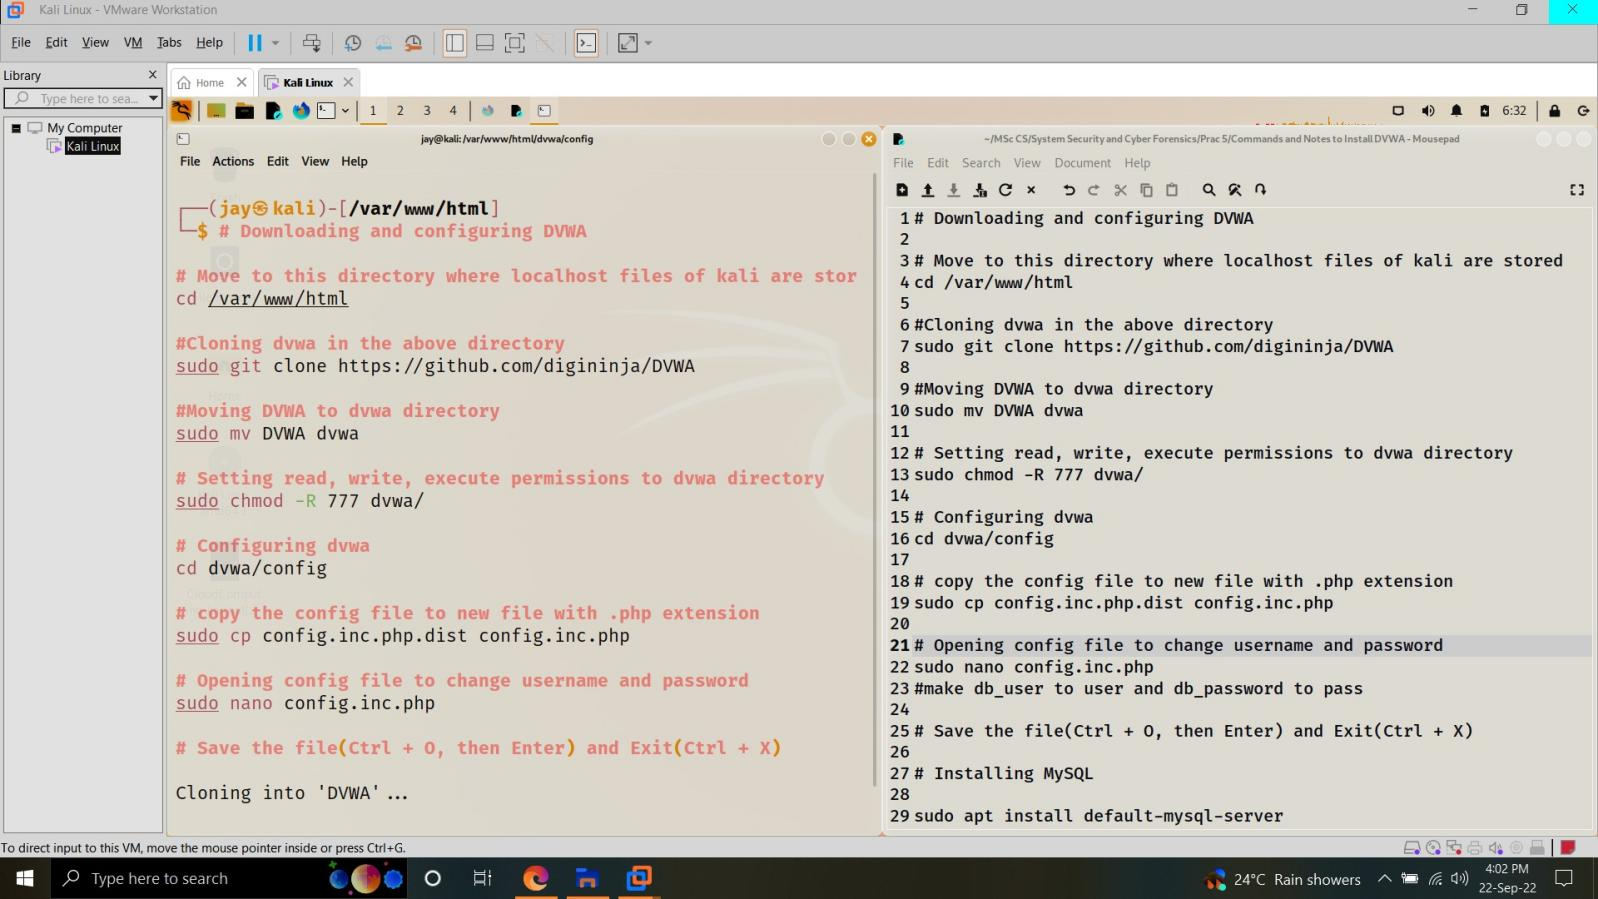 Kali Linux - VMware Workstation
File Edit View VM Tabs Help
Library
Type here to sea...
My Computer
Kali Linux
Home
Kali Linux
1 2 3 4
6:32
jay@kali: /var/www/html/dvwa/config
File Actions Edit View Help
(jay㉿kali)-[/var/www/html]
$ # Downloading and configuring DVWA
# Move to this directory where localhost files of kali are stor
cd /var/www/html
#Cloning dvwa in the above directory
sudo git clone https://github.com/digininja/DVWA
#Moving DVWA to dvwa directory
sudo mv DVWA dvwa
# Setting read, write, execute permissions to dvwa directory
sudo chmod -R 777 dvwa/
# Configuring dvwa
cd dvwa/config
# copy the config file to new file with .php extension
sudo cp config.inc.php.dist config.inc.php
# Opening config file to change username and password
sudo nano config.inc.php
# Save the file(Ctrl + O, then Enter) and Exit(Ctrl + X)
Cloning into 'DVWA'...
~/MSc CS/System Security and Cyber Forensics/Prac 5/Commands and Notes to Install DVWA - Mousepad
File Edit Search View Document Help
1 # Downloading and configuring DVWA
2
3 # Move to this directory where localhost files of kali are stored
4 cd /var/www/html
5
6 #Cloning dvwa in the above directory
7 sudo git clone https://github.com/digininja/DVWA
8
9 #Moving DVWA to dvwa directory
10 sudo mv DVWA dvwa
11
12 # Setting read, write, execute permissions to dvwa directory
13 sudo chmod -R 777 dvwa/
14
15 # Configuring dvwa
16 cd dvwa/config
17
18 # copy the config file to new file with .php extension
19 sudo cp config.inc.php.dist config.inc.php
20
21 # Opening config file to change username and password
22 sudo nano config.inc.php
23 #make db_user to user and db_password to pass
24
25 # Save the file(Ctrl + O, then Enter) and Exit(Ctrl + X)
26
27 # Installing MySQL
28
29 sudo apt install default-mysql-server
To direct input to this VM, move the mouse pointer inside or press Ctrl+G.
Type here to search
24°C Rain showers
4:02 PM
22-Sep-22